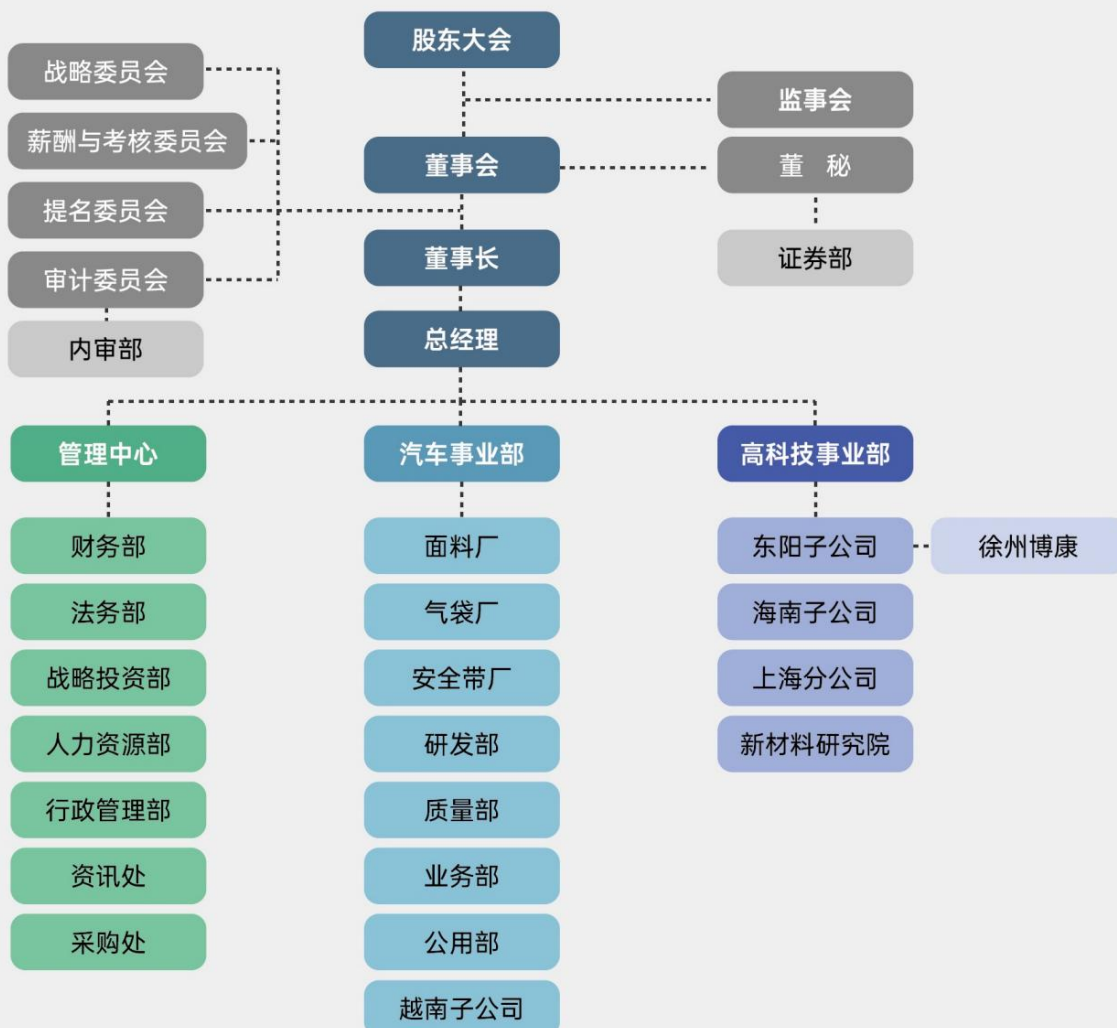 股东大会
战略委员会
监事会
薪酬与考核委员会
董事会
董 秘
提名委员会
董事长
证券部
审计委员会
总经理
内审部
管理中心
汽车事业部
高科技事业部
财务部
面料厂
东阳子公司
徐州博康
法务部
气袋厂
海南子公司
战略投资部
安全带厂
上海分公司
人力资源部
研发部
新材料研究院
行政管理部
质量部
资讯处
业务部
采购处
公用部
越南子公司